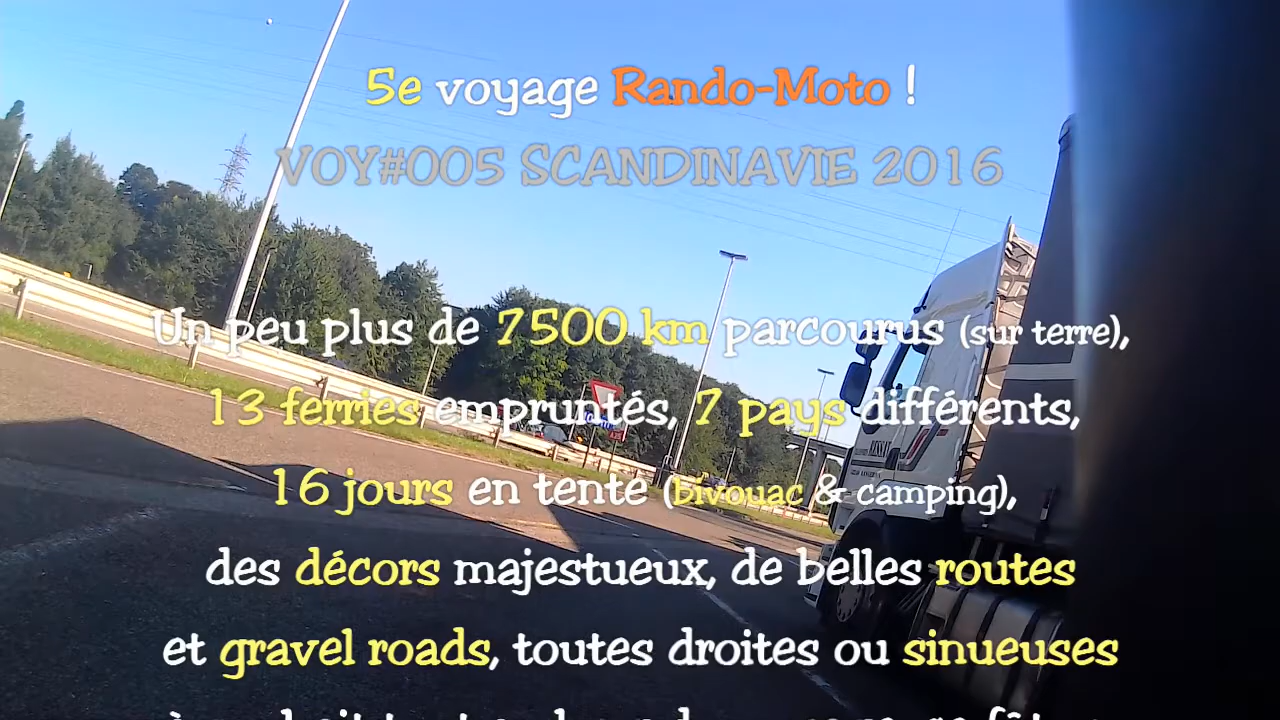 5e voyage Rando-Moto !
VOY#005 SCANDINAVIE 2016
Un peu plus de 7500 km parcourus (sur terre),
13 ferries empruntés, 7 pays différents,
16 jours en tente (bivouac & camping),
des décors majestueux, de belles routes
et gravel roads, toutes droites ou sinueuses